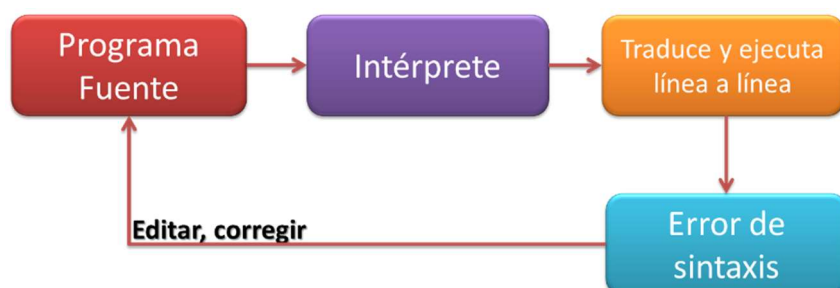 Programa
Fuente
Intérprete
Traduce y ejecuta
línea a línea
Editar, corregir
Error de
sintaxis